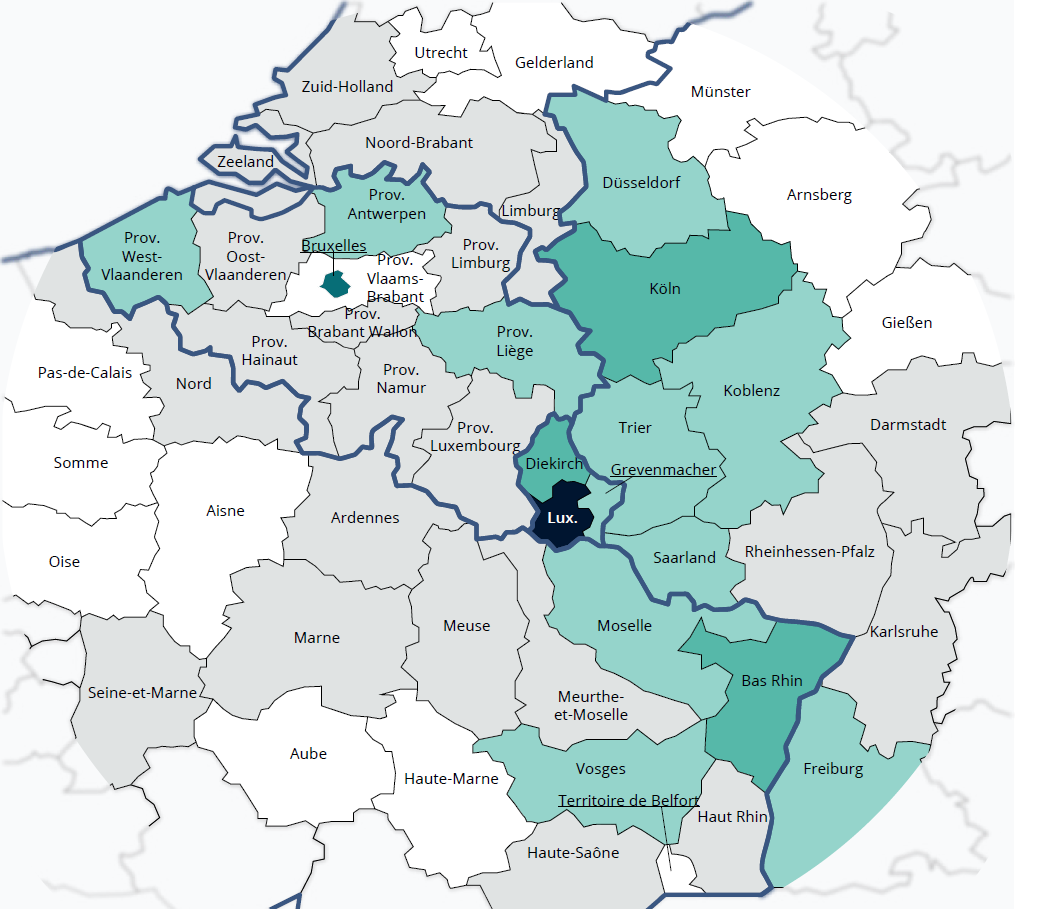 Utrecht
Gelderland
Zuid-Holland
Münster
Noord-Brabant
Zeeland
Düsseldorf
Arnsberg
Prov.
Antwerpen
Limburg
Prov.
West-
Vlaanderen
Prov.
Oost-
Vlaanderen
Bruxelles
Prov.
Vlaams-
Brabant
Prov.
Limburg
Köln
Prov.
Brabant Wallon
Gießen
Prov.
Hainaut
Prov.
Liège
Pas-de-Calais
Nord
Prov.
Namur
Koblenz
Prov.
Luxembourg
Trier
Darmstadt
Somme
Diekirch
Grevenmacher
Aisne
Ardennes
Lux.
Oise
Saarland
Rheinhessen-Pfalz
Marne
Meuse
Moselle
Karlsruhe
Seine-et-Marne
Meurthe-
et-Moselle
Bas Rhin
Aube
Haute-Marne
Vosges
Freiburg
Territoire de Belfort
Haut Rhin
Haute-Saône